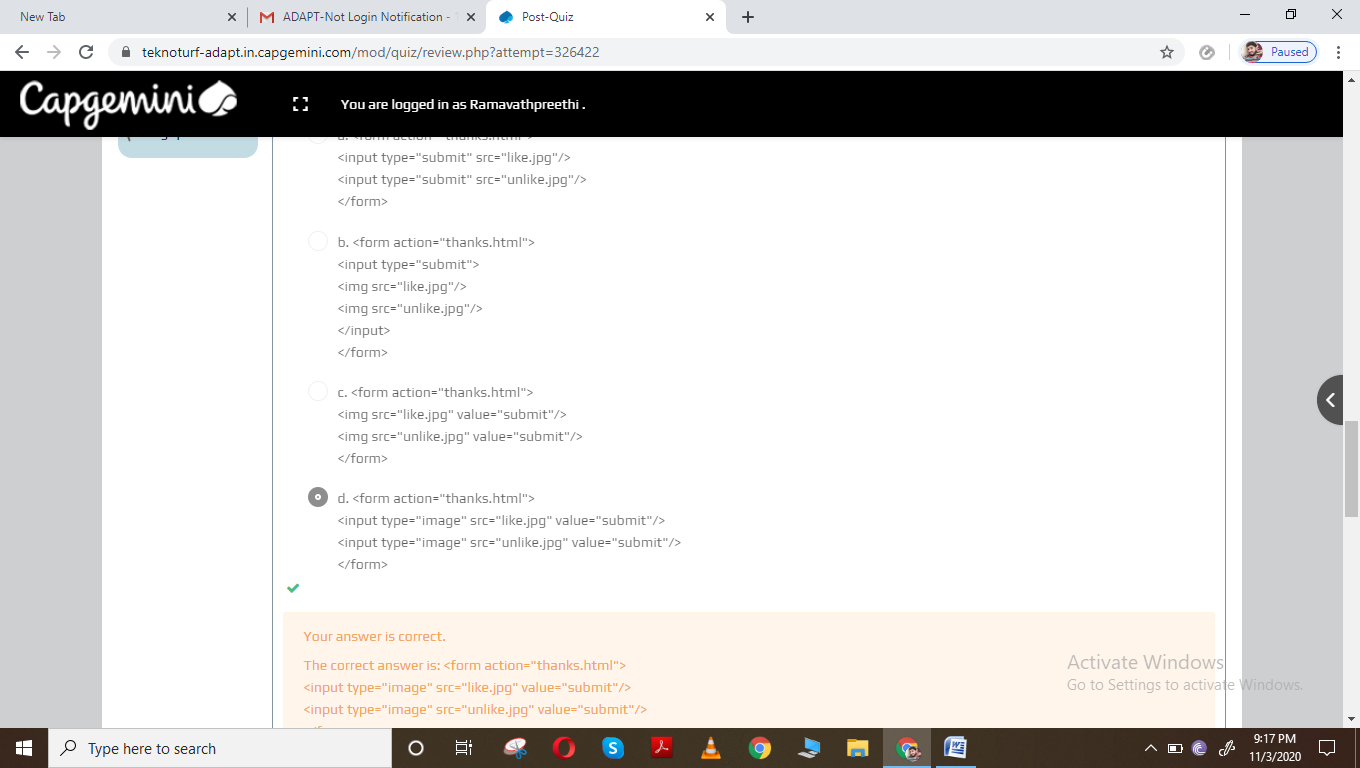 New Tab
ADAPT-Not Login Notification -
Post-Quiz
teknoturf-adapt.in.capgemini.com/mod/quiz/review.php?attempt=326422
Paused
Capgemini
You are logged in as Ramavathpreethi .
a. <form action="thanks.html">
<input type="submit" src="like.jpg"/>
<input type="submit" src="unlike.jpg"/>
</form>
b. <form action="thanks.html">
<input type="submit">
<img src="like.jpg"/>
<img src="unlike.jpg"/>
</input>
</form>
c. <form action="thanks.html">
<img src="like.jpg" value="submit"/>
<img src="unlike.jpg" value="submit"/>
</form>
d. <form action="thanks.html">
<input type="image" src="like.jpg" value="submit"/>
<input type="image" src="unlike.jpg" value="submit"/>
</form>
Your answer is correct.
The correct answer is: <form action="thanks.html">
<input type="image" src="like.jpg" value="submit"/>
<input type="image" src="unlike.jpg" value="submit"/>
Activate Windows
Go to Settings to activate Windows.
Type here to search
9:17 PM
11/3/2020